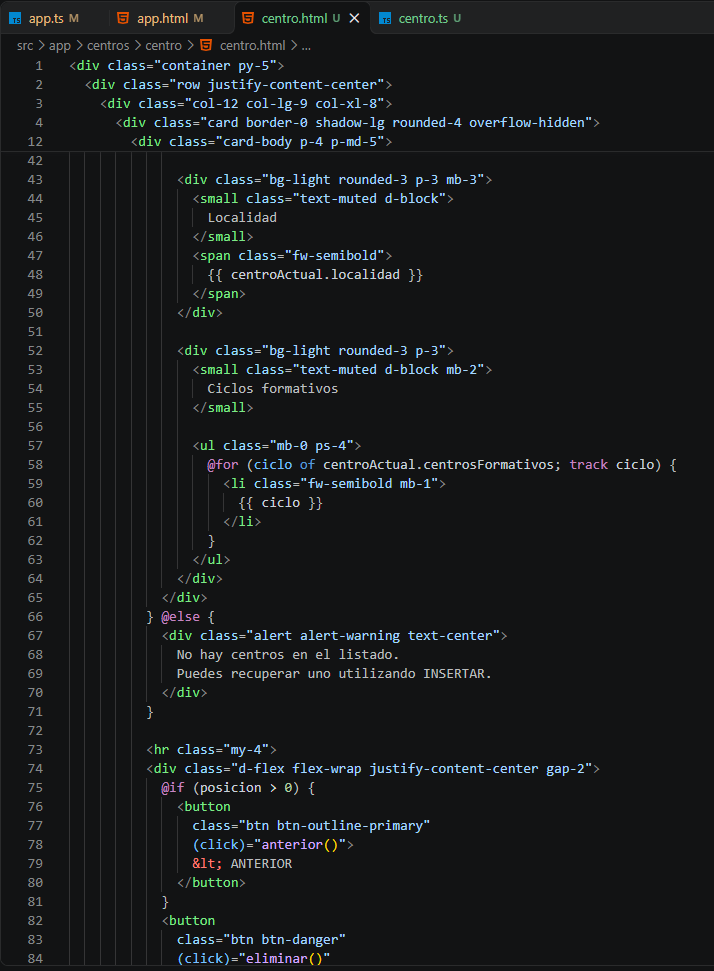 app.ts M app.html M centro.html U centro.ts U
src > app > centros > centro > centro.html > ...
1 <div class="container py-5">
2 <div class="row justify-content-center">
3 <div class="col-12 col-lg-9 col-xl-8">
4 <div class="card border-0 shadow-lg rounded-4 overflow-hidden">
12 <div class="card-body p-4 p-md-5">
42
43 <div class="bg-light rounded-3 p-3 mb-3">
44 <small class="text-muted d-block">
45 Localidad
46 </small>
47 <span class="fw-semibold">
48 {{ centroActual.localidad }}
49 </span>
50 </div>
51
52 <div class="bg-light rounded-3 p-3">
53 <small class="text-muted d-block mb-2">
54 Ciclos formativos
55 </small>
56
57 <ul class="mb-0 ps-4">
58 @for (ciclo of centroActual.centrosFormativos; track ciclo) {
59 <li class="fw-semibold mb-1">
60 {{ ciclo }}
61 </li>
62 }
63 </ul>
64 </div>
65 </div>
66 } @else {
67 <div class="alert alert-warning text-center">
68 No hay centros en el listado.
69 Puedes recuperar uno utilizando INSERTAR.
70 </div>
71 }
72
73 <hr class="my-4">
74 <div class="d-flex flex-wrap justify-content-center gap-2">
75 @if (posicion > 0) {
76 <button
77 class="btn btn-outline-primary"
78 (click)="anterior()">
79 &lt; ANTERIOR
80 </button>
81 }
82 <button
83 class="btn btn-danger"
84 (click)="eliminar()"